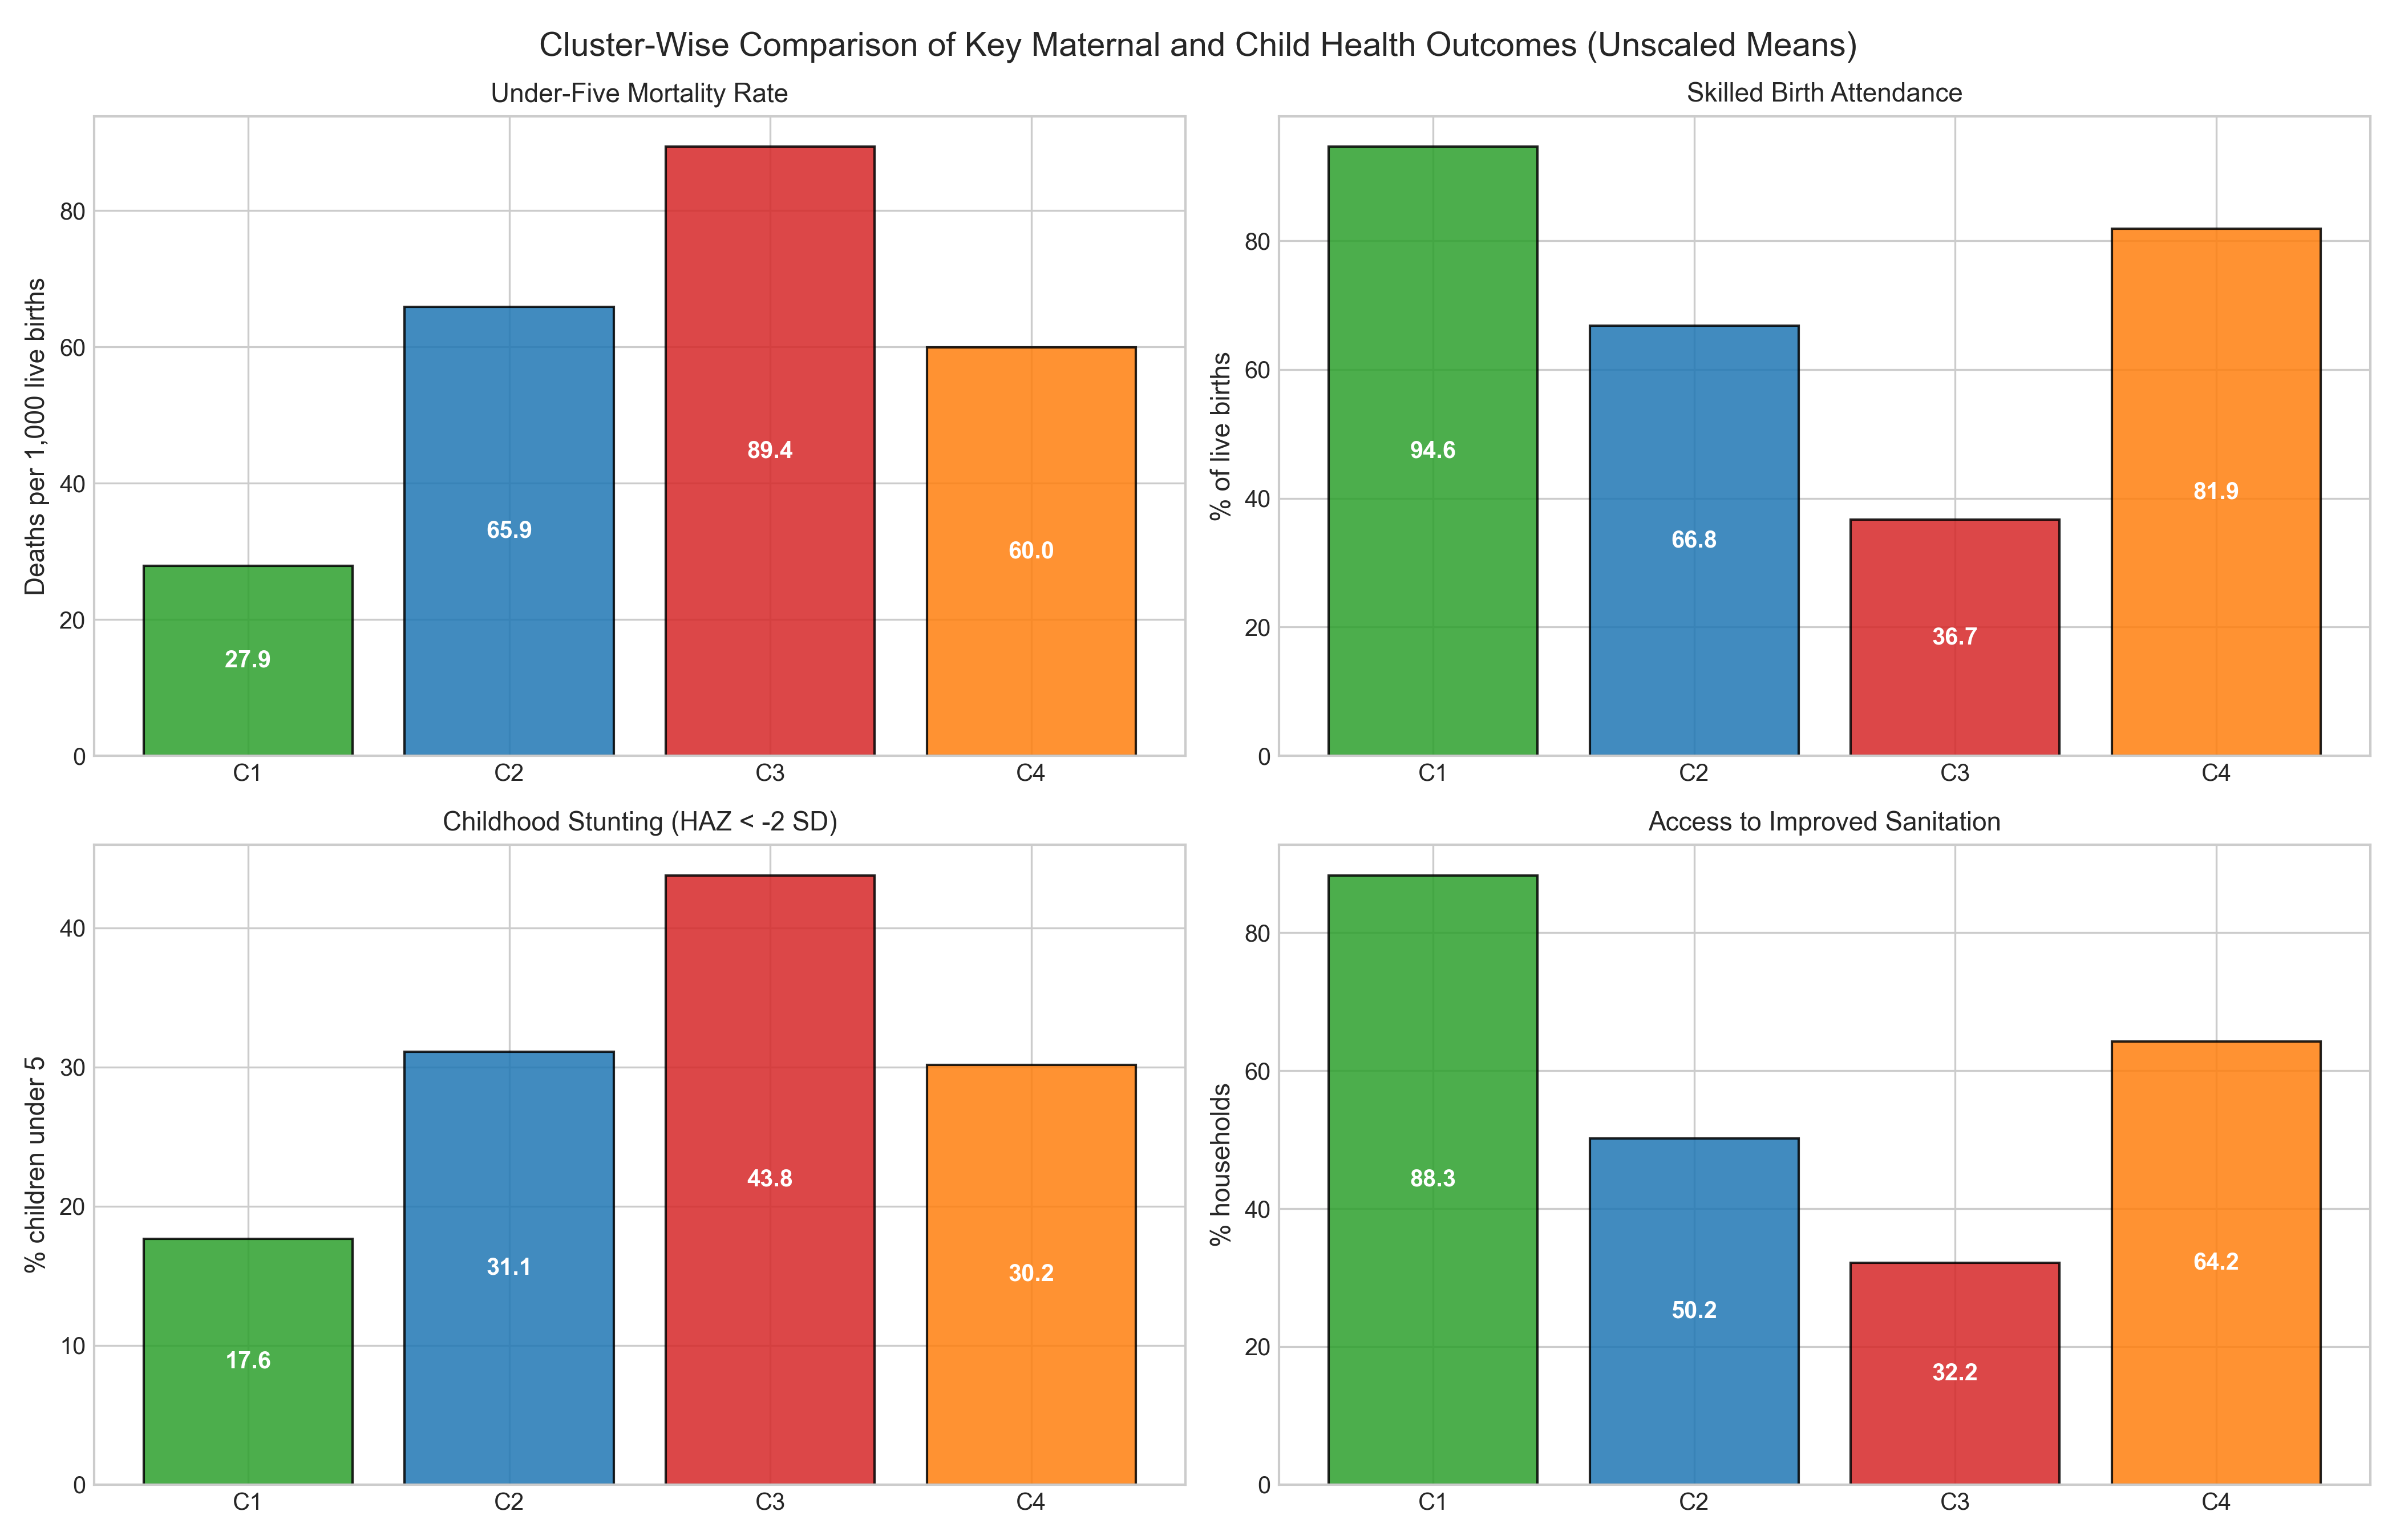 Cluster-Wise Comparison of Key Maternal and Child Health Outcomes (Unscaled Means)
Under-Five Mortality Rate
Deaths per 1,000 live births
80
60
40
20
0
27.9
65.9
89.4
60.0
C1 C2 C3 C4
Skilled Birth Attendance
% of live births
80
60
40
20
0
94.6
66.8
36.7
81.9
C1 C2 C3 C4
Childhood Stunting (HAZ < -2 SD)
% children under 5
40
30
20
10
0
17.6
31.1
43.8
30.2
C1 C2 C3 C4
Access to Improved Sanitation
% households
80
60
40
20
0
88.3
50.2
32.2
64.2
C1 C2 C3 C4